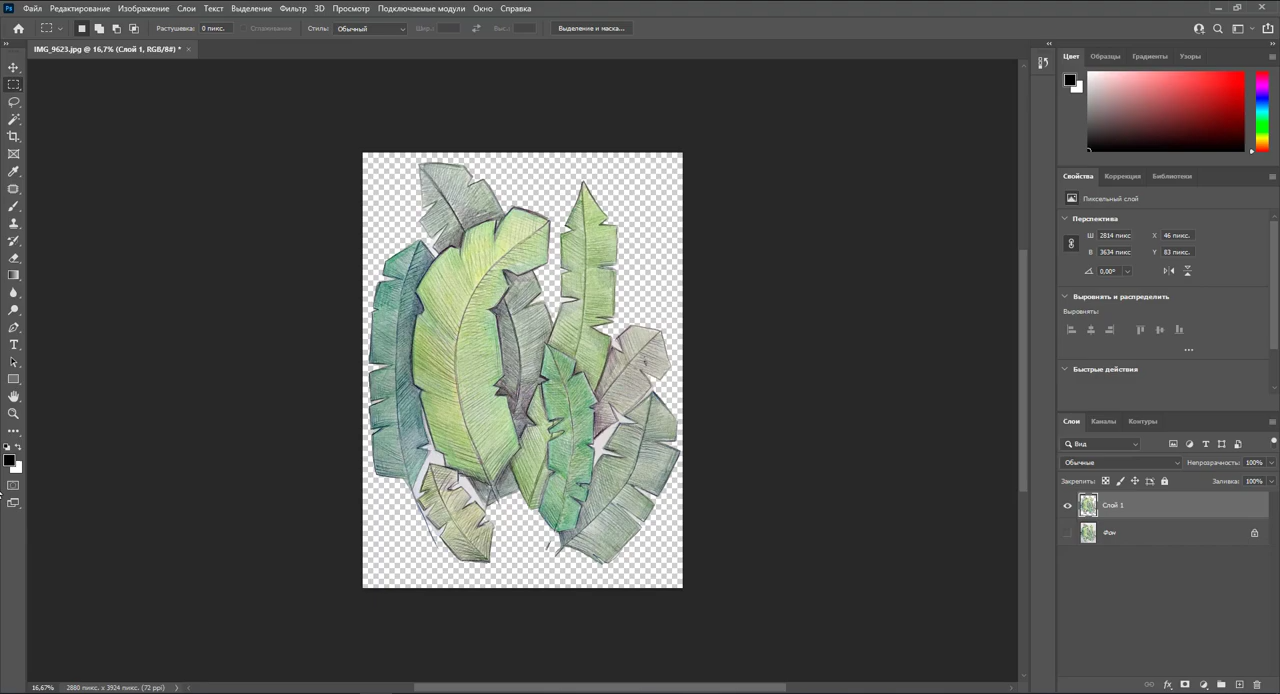 Ps Файл Редактирование Изображение Слои Текст Выделение Фильтр 3D Просмотр Подключаемые модули Окно Справка
Растушевка: 0 пикс. Сглаживание Стиль: Обычный Шир.: Выс.: Выделение и маска...
IMG_9623.jpg @ 16,7% (Слой 1, RGB/8#) * ×
Цвет Образцы Градиенты Узоры
Свойства Коррекция Библиотеки
Пиксельный слой
Перспектива
Ш 2814 пикс X 46 пикс.
В 3634 пикс Y 83 пикс.
0,00°
Выровнять и распределить
Выровнять:
Быстрые действия
Слои Каналы Контуры
Вид
Обычные Непрозрачность: 100%
Закрепить: Заливка: 100%
Слой 1
Фон
16,67% 2880 пикс. x 3924 пикс. (72 ppi)